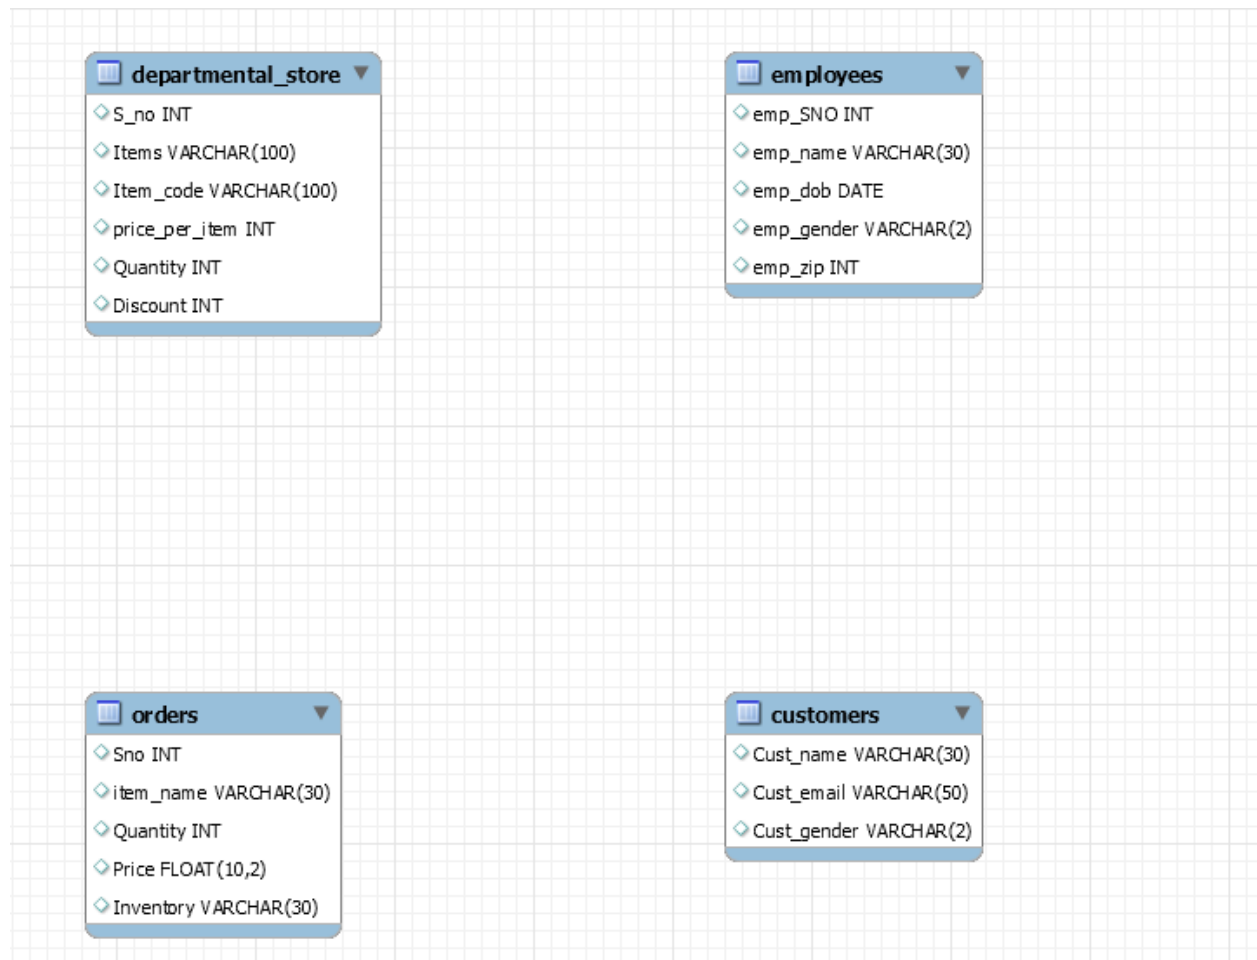 departmental_store
S_no INT
Items VARCHAR(100)
Item_code VARCHAR(100)
price_per_item INT
Quantity INT
Discount INT
employees
emp_SNO INT
emp_name VARCHAR(30)
emp_dob DATE
emp_gender VARCHAR(2)
emp_zip INT
orders
Sno INT
item_name VARCHAR(30)
Quantity INT
Price FLOAT(10,2)
Inventory VARCHAR(30)
customers
Cust_name VARCHAR(30)
Cust_email VARCHAR(50)
Cust_gender VARCHAR(2)